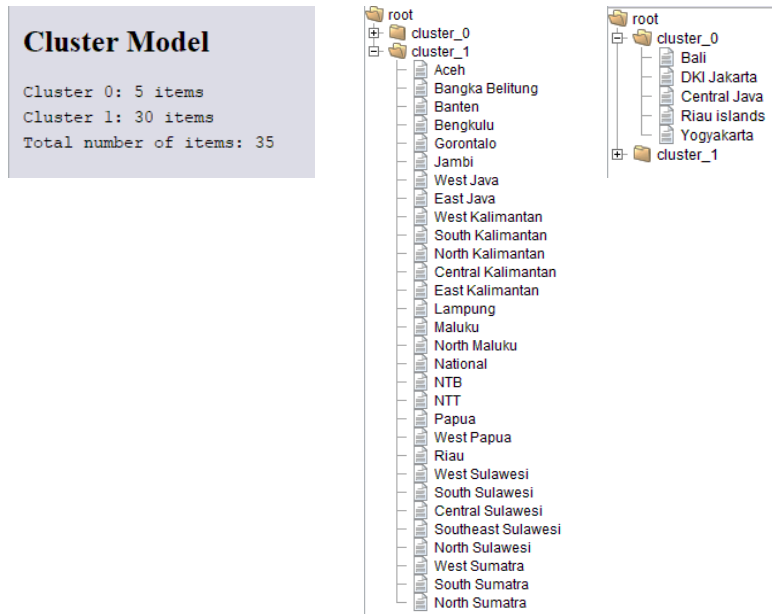 Cluster Model
Cluster 0: 5 items
Cluster 1: 30 items
Total number of items: 35
root
cluster_0
cluster_1
Aceh
Bangka Belitung
Banten
Bengkulu
Gorontalo
Jambi
West Java
East Java
West Kalimantan
South Kalimantan
North Kalimantan
Central Kalimantan
East Kalimantan
Lampung
Maluku
North Maluku
National
NTB
NTT
Papua
West Papua
Riau
West Sulawesi
South Sulawesi
Central Sulawesi
Southeast Sulawesi
North Sulawesi
West Sumatra
South Sumatra
North Sumatra
root
cluster_0
Bali
DKI Jakarta
Central Java
Riau islands
Yogyakarta
cluster_1